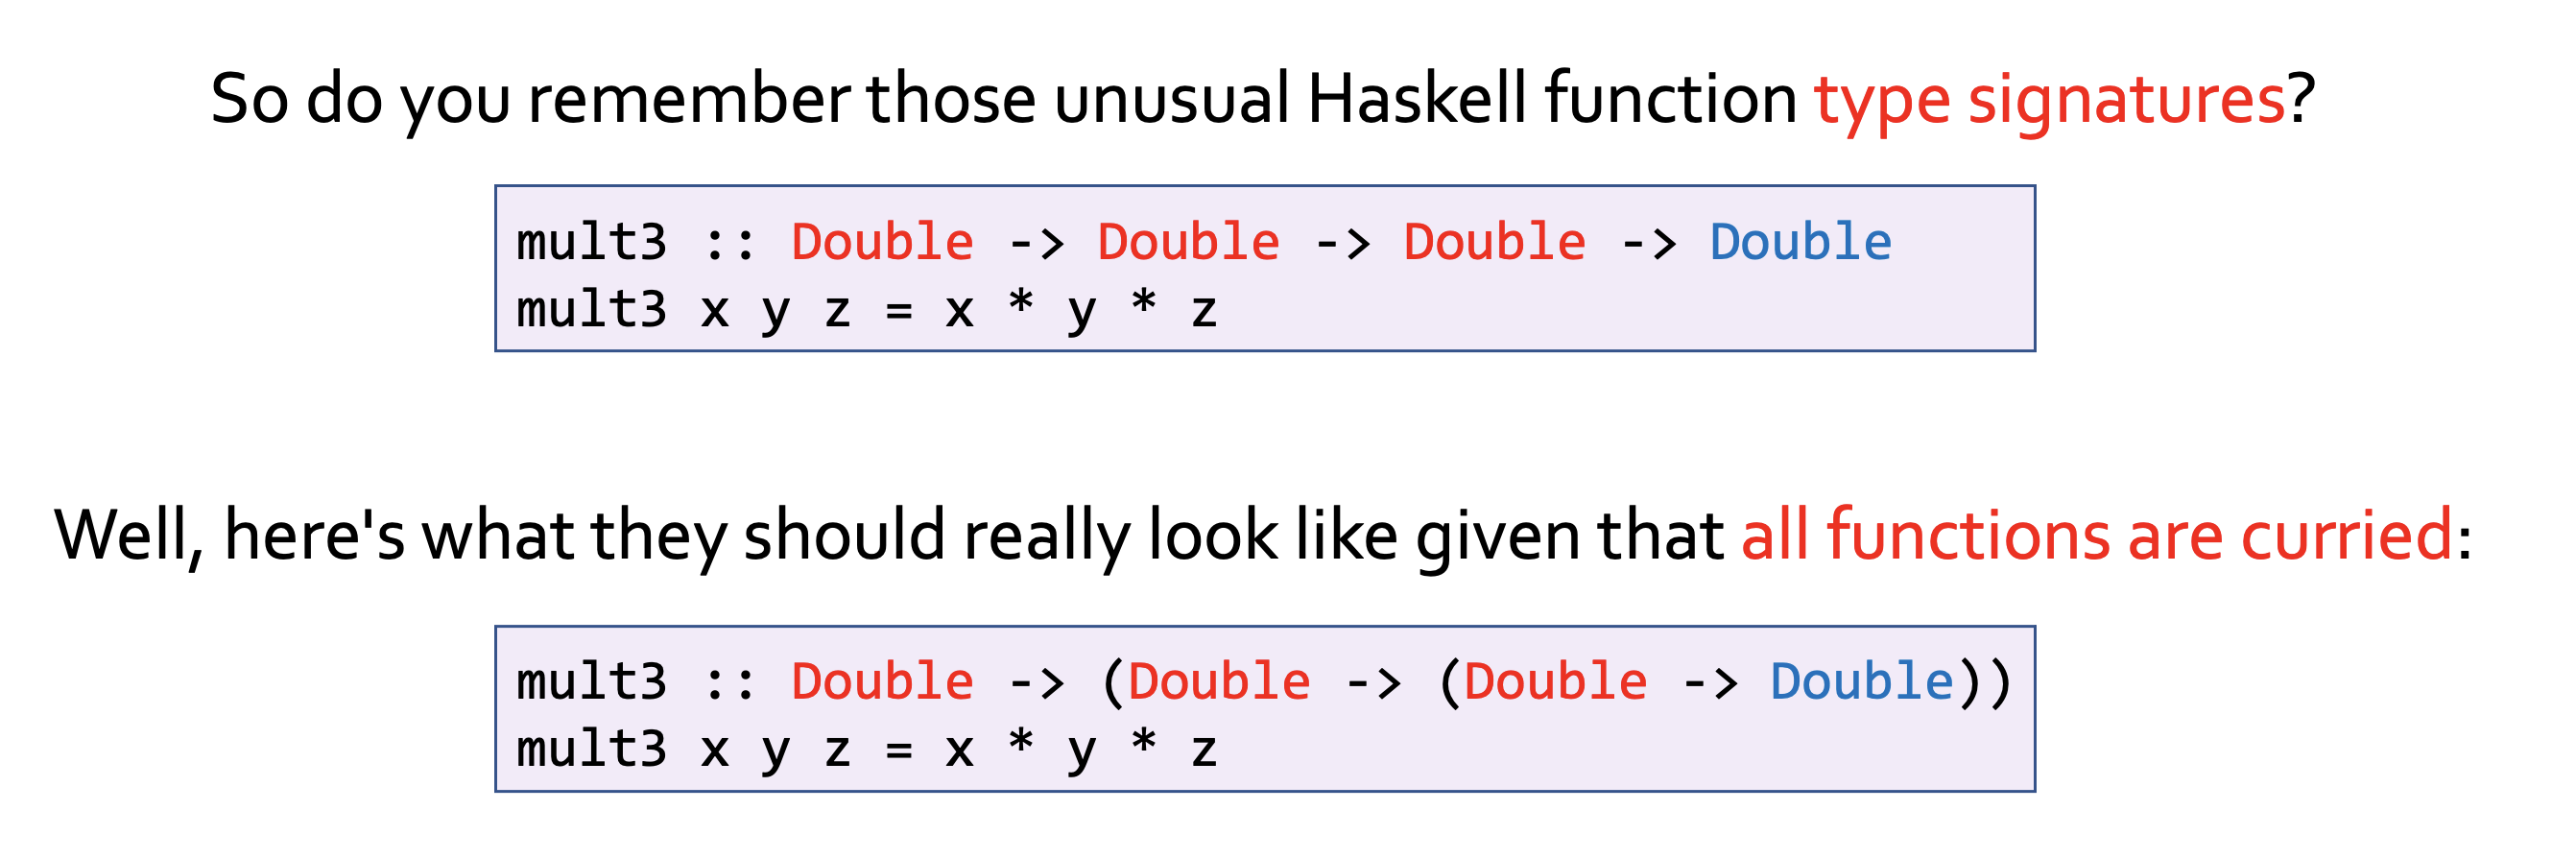 So do you remember those unusual Haskell function type signatures?
mult3 :: Double -> Double -> Double -> Double
mult3 x y z = x * y * z
Well, here's what they should really look like given that all functions are curried:
mult3 :: Double -> (Double -> (Double -> Double))
mult3 x y z = x * y * z